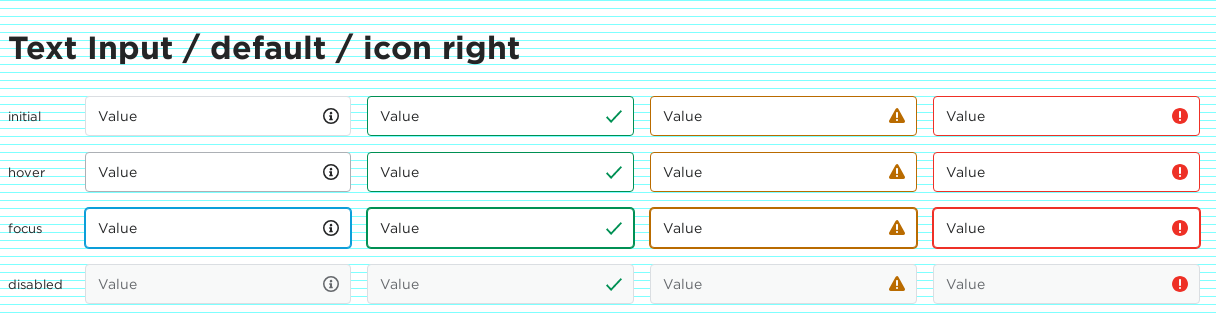 Text Input / default / icon right
initial Value Value Value Value
hover Value Value Value Value
focus Value Value Value Value
disabled Value Value Value Value